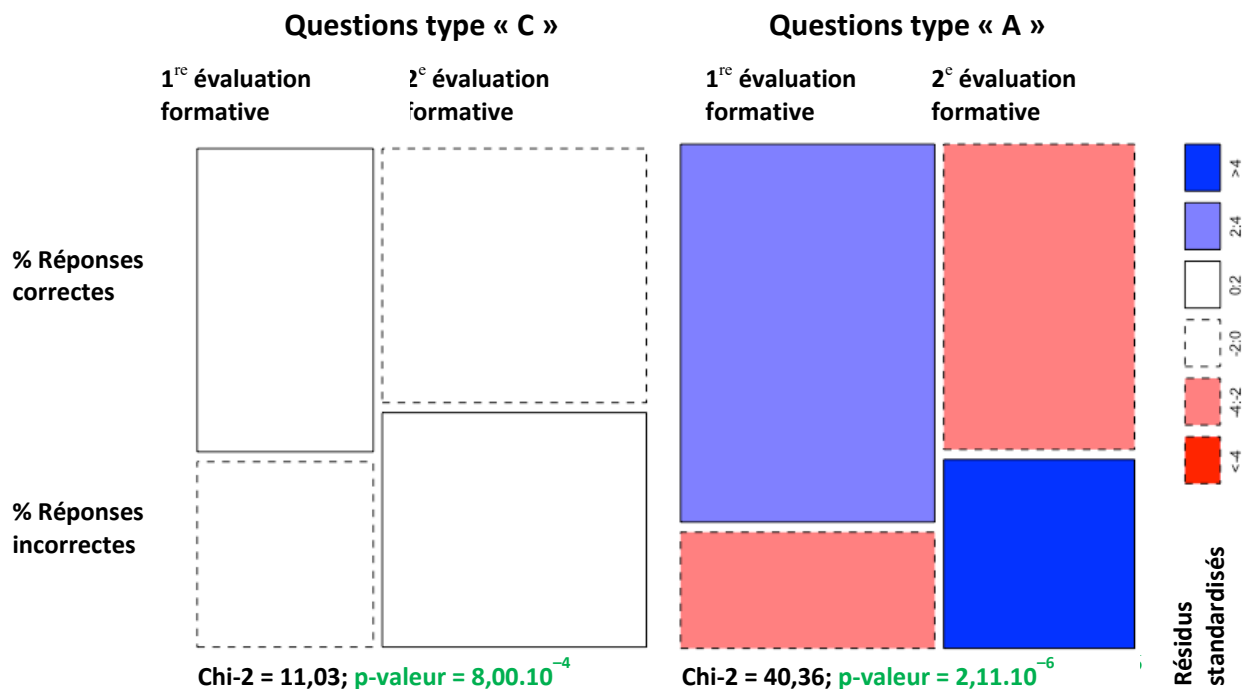 Questions type « C »
Questions type « A »
1re évaluation
formative
2e évaluation
formative
1re évaluation
formative
2e évaluation
formative
% Réponses
correctes
% Réponses
incorrectes
>4
2:4
0:2
-2:0
-4:-2
<-4
Résidus
standardisés
Chi-2 = 11,03; p-valeur = 8,00.10–4
Chi-2 = 40,36; p-valeur = 2,11.10–6